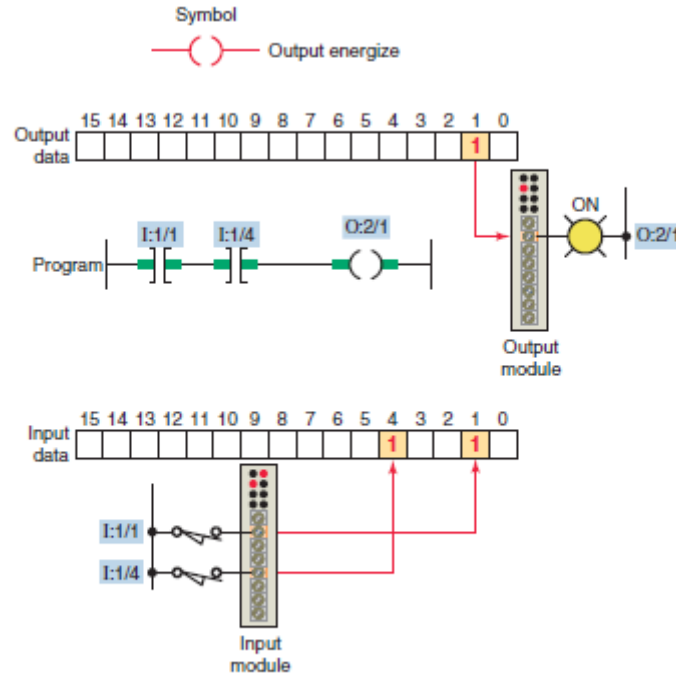 Symbol
Output energize
15 14 13 12 11 10 9 8 7 6 5 4 3 2 1 0
Output data
1
ON
I:1/1 I:1/4 O:2/1
O:2/1
Program
Output module
15 14 13 12 11 10 9 8 7 6 5 4 3 2 1 0
Input data
1 1
I:1/1
I:1/4
Input module